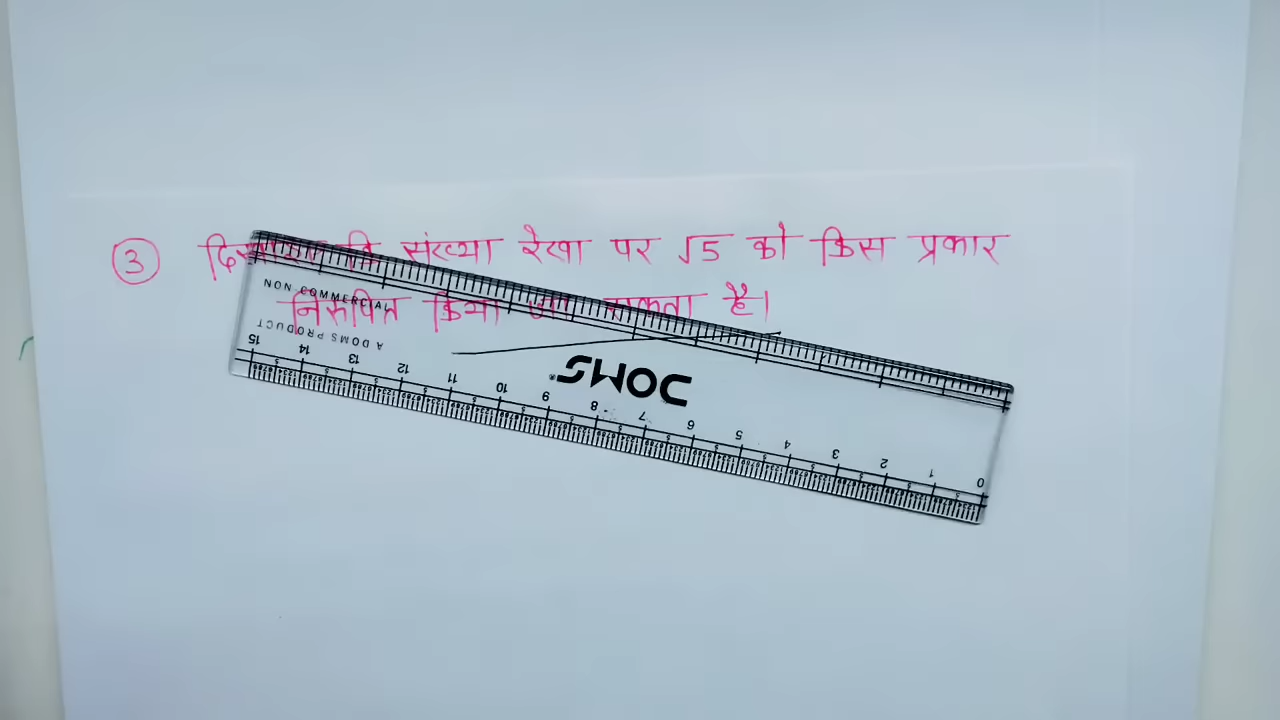 ③ दिखाइए कि संख्या रेखा पर √5 को किस प्रकार
निरुपित किया जा सकता है।
NON COMMERCIAL
A DOMS PRODUCT
DOMS
15 14 13 12 11 10 9 8 7 6 5 4 3 2 1 0